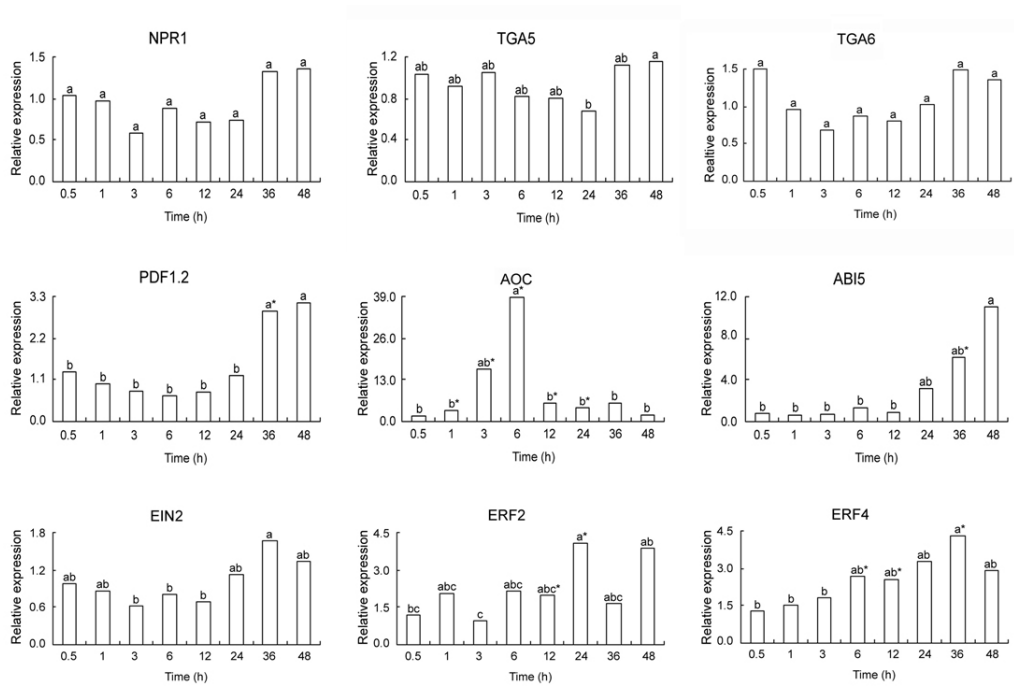 NPR1
Relative expression
1.5
1.0
0.5
0.0
a a a a a a a a
0.5 1 3 6 12 24 36 48
Time (h)
TGA5
Relative expression
1.2
0.8
0.4
0.0
ab ab ab ab ab b ab a
0.5 1 3 6 12 24 36 48
Time (h)
TGA6
Realtive expression
1.5
1.0
0.5
0.0
a a a a a a a a
0.5 1 3 6 12 24 36 48
Time (h)
PDF1.2
Relative expression
3.3
2.2
1.1
0.0
b b b b b b a* a
0.5 1 3 6 12 24 36 48
Time (h)
AOC
Relative expression
39.0
26.0
13.0
0.0
b b* ab* a* b* b* b b
0.5 1 3 6 12 24 36 48
Time (h)
ABI5
Relative expression
12.0
8.0
4.0
0.0
b b b b b ab ab* a
0.5 1 3 6 12 24 36 48
Time (h)
EIN2
Relative expression
1.8
1.2
0.6
0.0
ab ab b b b ab a ab
0.5 1 3 6 12 24 36 48
Time (h)
ERF2
Relative expression
4.5
3.0
1.5
0.0
bc abc c abc abc* a* abc ab
0.5 1 3 6 12 24 36 48
Time (h)
ERF4
Relative expression
4.5
3.0
1.5
0.0
b b b ab* ab* ab a* ab
0.5 1 3 6 12 24 36 48
Time (h)